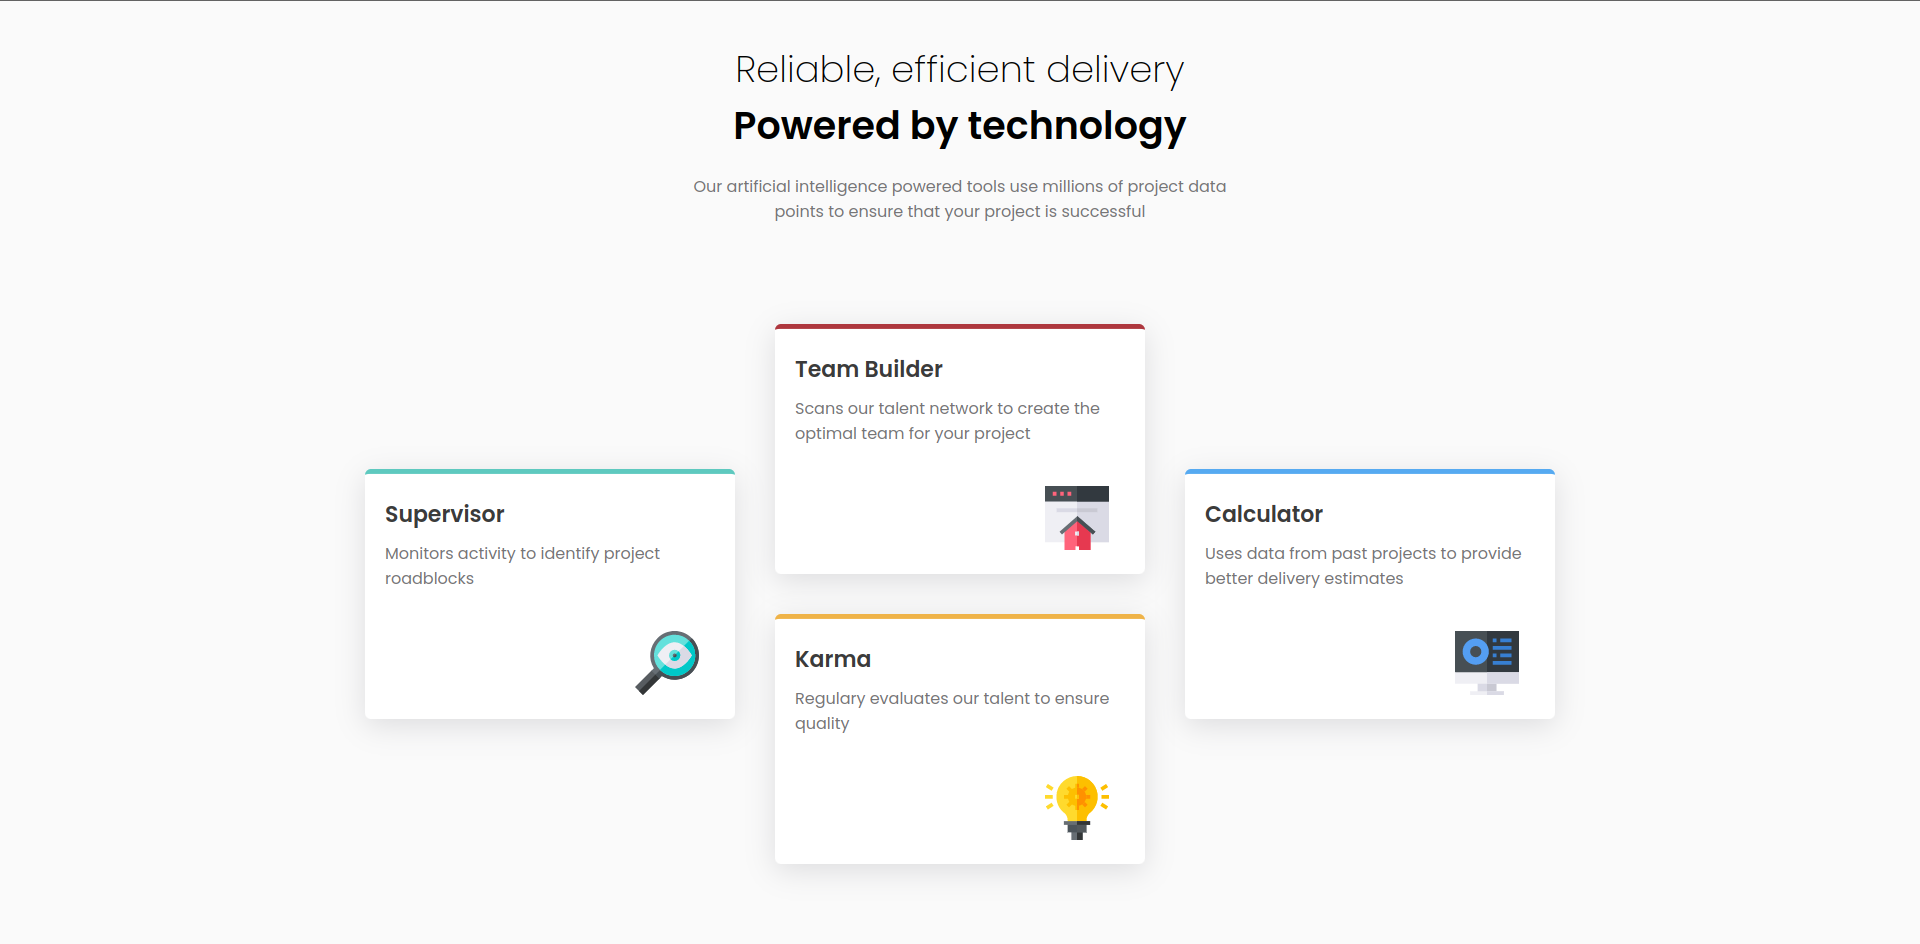 Reliable, efficient delivery
Powered by technology
Our artificial intelligence powered tools use millions of project data
points to ensure that your project is successful
Team Builder
Scans our talent network to create the
optimal team for your project
Supervisor
Monitors activity to identify project
roadblocks
Calculator
Uses data from past projects to provide
better delivery estimates
Karma
Regulary evaluates our talent to ensure
quality